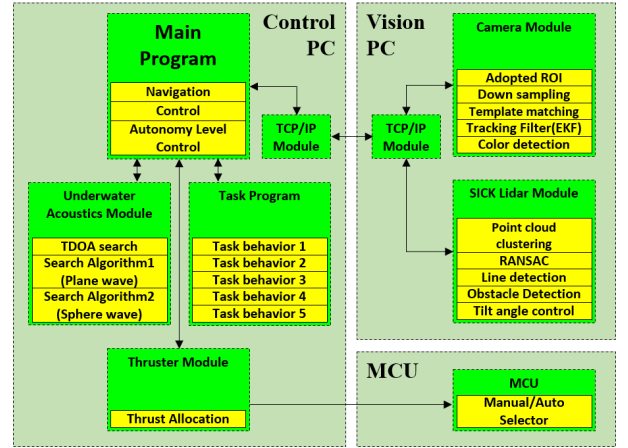 Control
PC
Main
Program
Navigation
Control
Autonomy Level
Control
TCP/IP
Module
Underwater
Acoustics Module
TDOA search
Search Algorithm1
(Plane wave)
Search Algorithm2
(Sphere wave)
Task Program
Task behavior 1
Task behavior 2
Task behavior 3
Task behavior 4
Task behavior 5
Thruster Module
Thrust Allocation
Vision
PC
TCP/IP
Module
Camera Module
Adopted ROI
Down sampling
Template matching
Tracking Filter(EKF)
Color detection
SICK Lidar Module
Point cloud
clustering
RANSAC
Line detection
Obstacle Detection
Tilt angle control
MCU
MCU
Manual/Auto
Selector